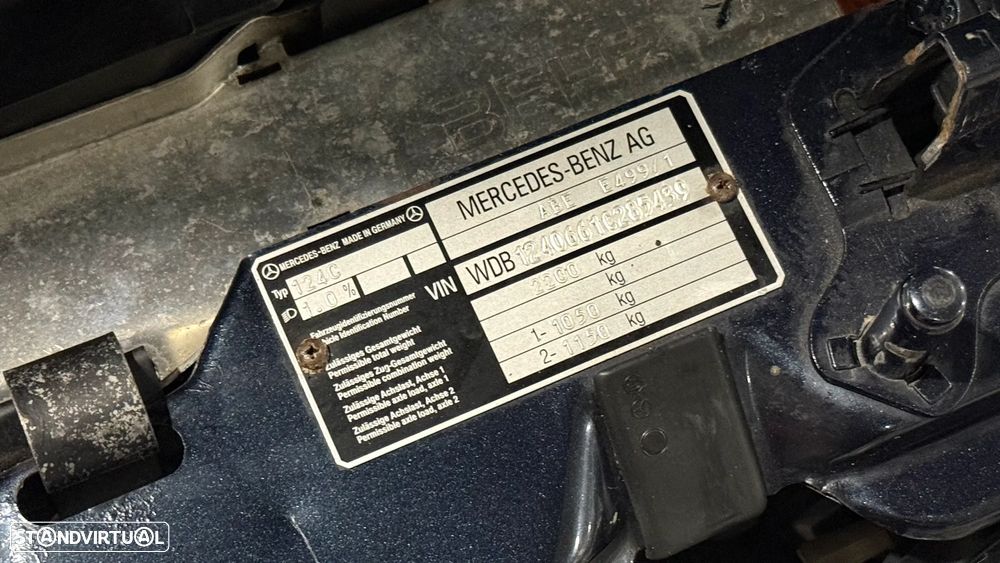 MERCEDES-BENZ MADE IN GERMANY
Typ 124C
1.0%
MERCEDES-BENZ AG
ABE E499/1
VIN WDB
2200 kg
1- 1050 kg
2- 1150 kg
Fahrzeugidentifizierungsnummer
Vehicle Identification Number
Zulässiges Gesamtgewicht
Permissible total weight
Zulässiges Zug-Gesamtgewicht
Permissible combination weight
Zulässige Achslast, Achse 1
Permissible axle load, axle 1
Zulässige Achslast, Achse 2
Permissible axle load, axle 2
STANDVIRTUAL